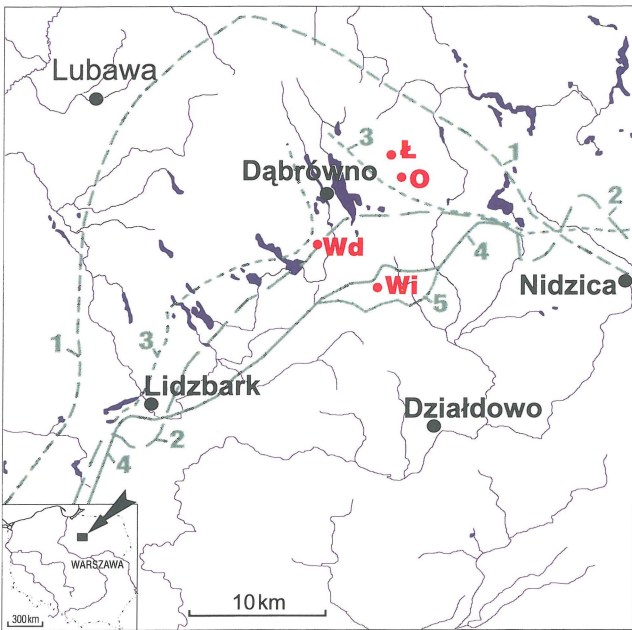 Lubawa
1
3
Ł
O
Dąbrówno
2
Wd
4
Wi
5
Nidzica
1
3
Lidzbark
2
Działdowo
4
WARSZAWA
10 km
300 km